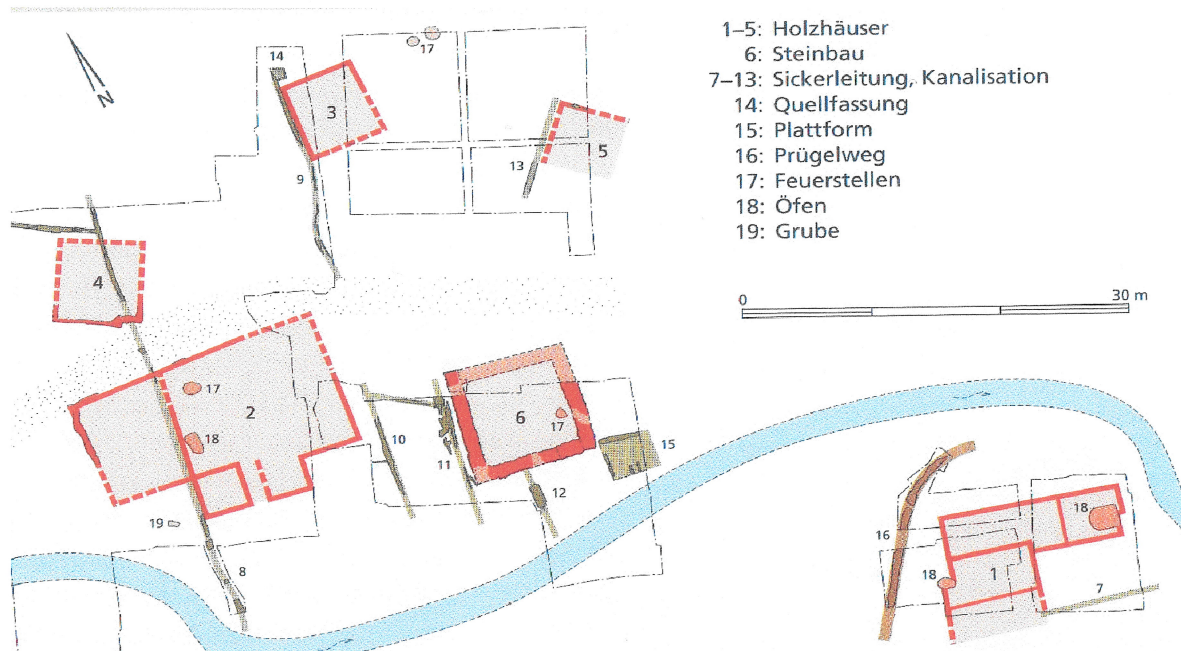 1–5: Holzhäuser
6: Steinbau
7–13: Sickerleitung, Kanalisation
14: Quellfassung
15: Plattform
16: Prügelweg
17: Feuerstellen
18: Öfen
19: Grube
0 30 m
N
14
17
3
5
13
9
4
17
2
18
10
11
6
17
15
12
19
8
16
18
18
1
7